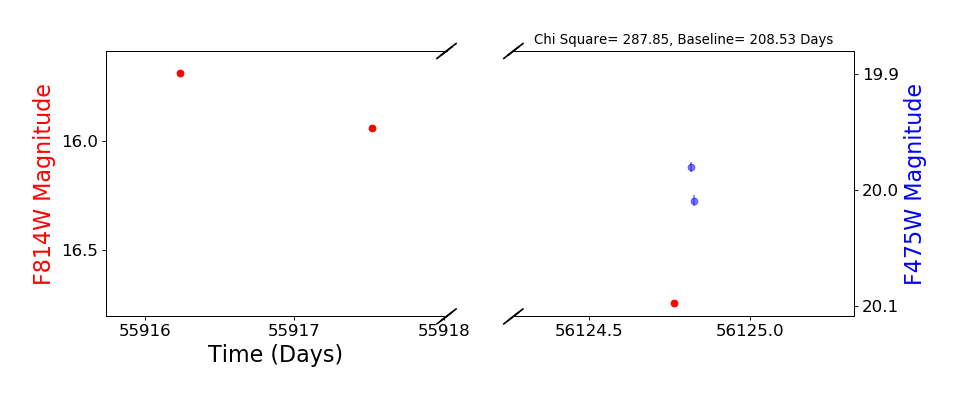 Chi Square= 287.85, Baseline= 208.53 Days
F814W Magnitude
16.0
16.5
19.9
20.0
20.1
F475W Magnitude
55916
55917
55918
56124.5
56125.0
Time (Days)